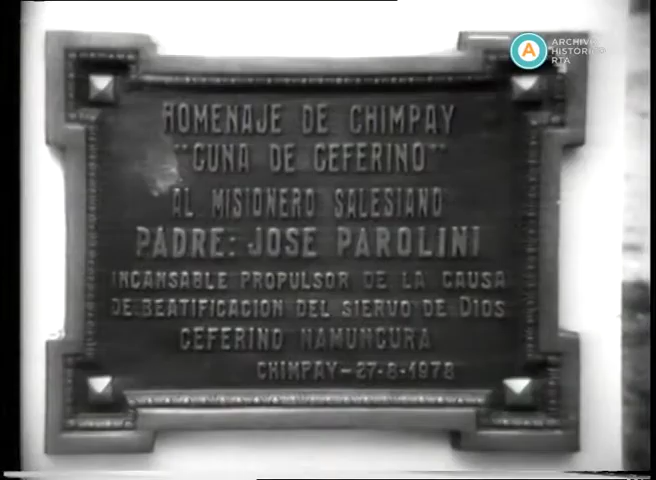 ARCHIVO
HISTORICO
RTA
HOMENAJE DE CHIMPAY
"CUNA DE CEFERINO"
AL MISIONERO SALESIANO
PADRE: JOSE PAROLINI
INCANSABLE PROPULSOR DE LA CAUSA
DE BEATIFICACION DEL SIERVO DE DIOS
CEFERINO NAMUNCURA
CHIMPAY-27-8-1978